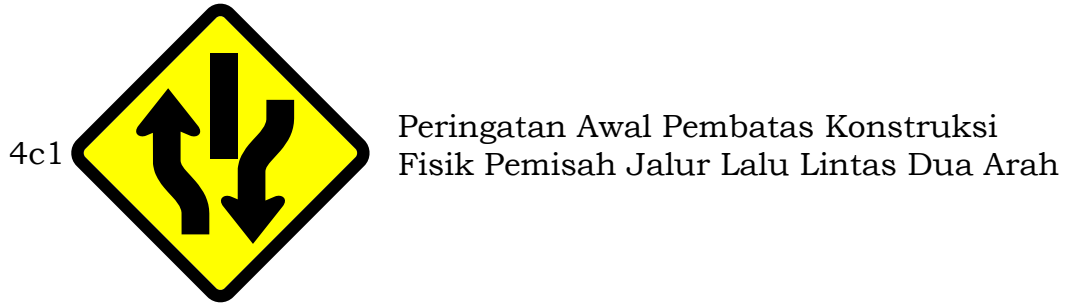 4c1
Peringatan Awal Pembatas Konstruksi
Fisik Pemisah Jalur Lalu Lintas Dua Arah